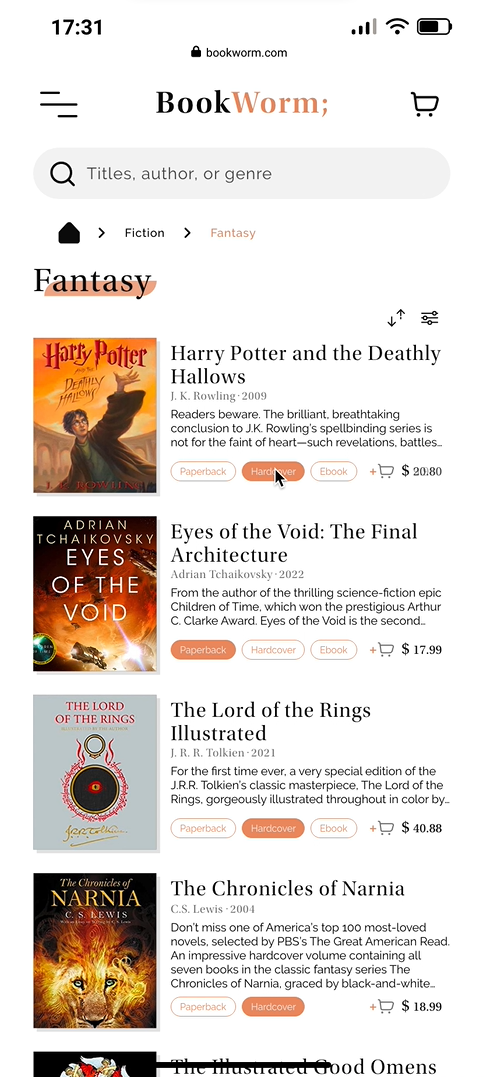 17:31
bookworm.com
BookWorm;
Titles, author, or genre
Fiction
Fantasy
Fantasy
Harry Potter
AND THE
DEATHLY
HALLOWS
J. K. ROWLING
Harry Potter and the Deathly
Hallows
J. K. Rowling · 2009
Readers beware. The brilliant, breathtaking
conclusion to J.K. Rowling's spellbinding series is
not for the faint of heart—such revelations, battles…
Paperback Hardcover Ebook + $ 20.80
ADRIAN
TCHAIKOVSKY
EYES
OF THE
VOID
Eyes of the Void: The Final
Architecture
Adrian Tchaikovsky · 2022
From the author of the thrilling science-fiction epic
Children of Time, which won the prestigious Arthur
C. Clarke Award. Eyes of the Void is the second…
Paperback Hardcover Ebook + $ 17.99
THE LORD
OF THE RINGS
ILLUSTRATED BY THE AUTHOR
The Lord of the Rings
Illustrated
J. R. R. Tolkien · 2021
For the first time ever, a very special edition of the
J.R.R. Tolkien's classic masterpiece, The Lord of the
Rings, gorgeously illustrated throughout in color by…
Paperback Hardcover Ebook + $ 40.88
The Chronicles of
NARNIA
C. S. LEWIS
The Chronicles of Narnia
C.S. Lewis · 2004
Don't miss one of America's top 100 most-loved
novels, selected by PBS's The Great American Read.
An impressive hardcover volume containing all
seven books in the classic fantasy series The
Chronicles of Narnia, graced by black-and-white…
Paperback Hardcover + $ 18.99
The Illustrated Good Omens